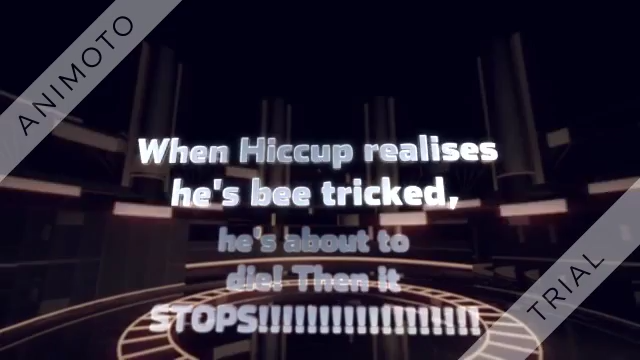 ANIMOTO
When Hiccup realises
he's bee tricked,
he's about to
die! Then it
STOPS!!!!!!!!!!!!!!!!!!!!
TRIAL